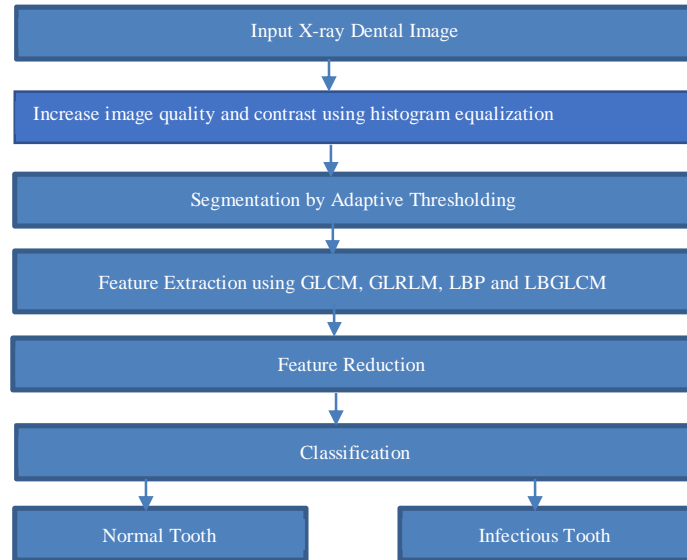 Input X-ray Dental Image
Increase image quality and contrast using histogram equalization
Segmentation by Adaptive Thresholding
Feature Extraction using GLCM, GLRLM, LBP and LBGLCM
Feature Reduction
Classification
Normal Tooth
Infectious Tooth